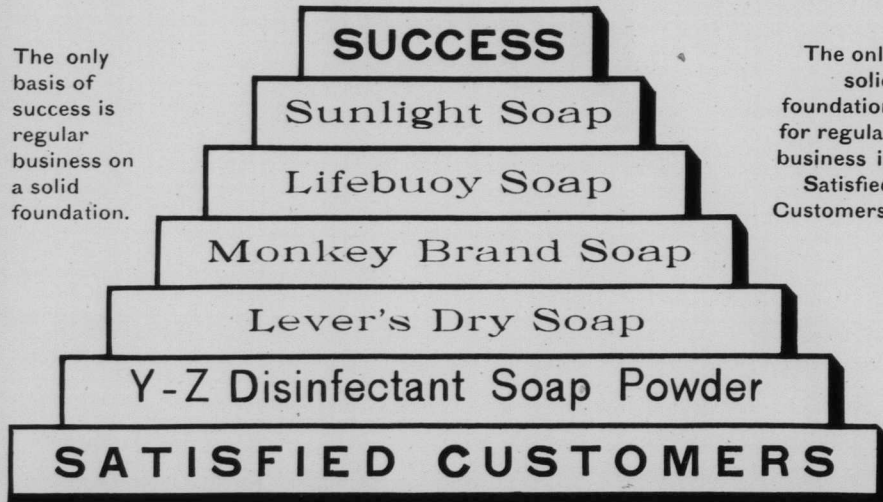 The only
basis of
success is
regular
business on
a solid
foundation.
SUCCESS
Sunlight Soap
Lifebuoy Soap
Monkey Brand Soap
Lever's Dry Soap
Y-Z Disinfectant Soap Powder
SATISFIED CUSTOMERS
The onl
soli
foundation
for regula
business i
Satisfied
Customers